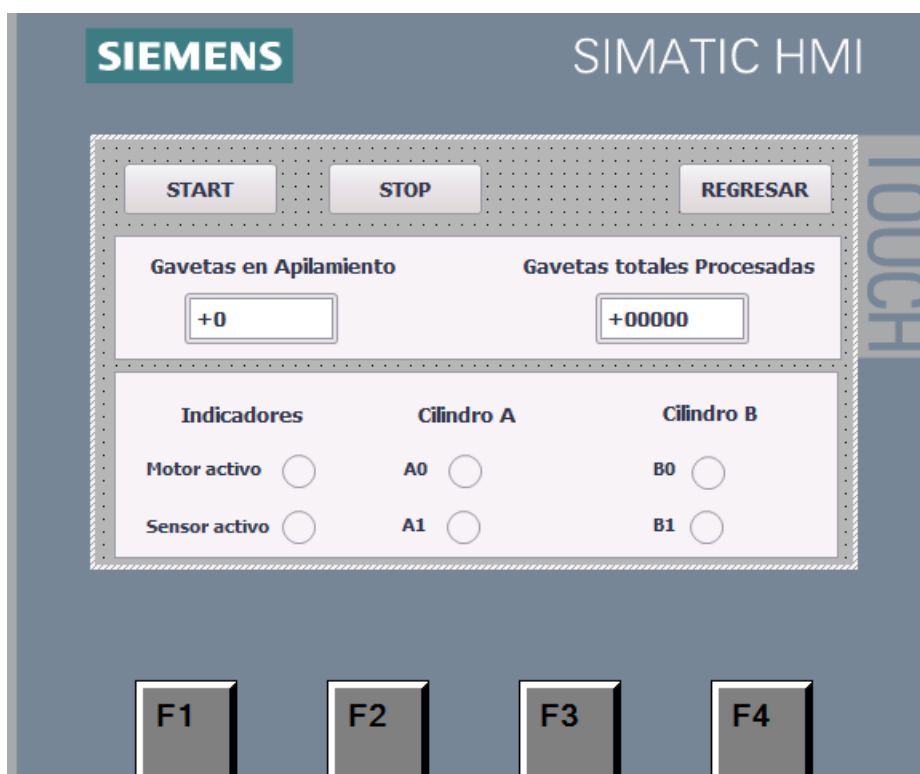 SIEMENS SIMATIC HMI
TOUCH
START STOP REGRESAR
Gavetas en Apilamiento Gavetas totales Procesadas
+0 +00000
Indicadores Cilindro A Cilindro B
Motor activo A0 B0
Sensor activo A1 B1
F1 F2 F3 F4